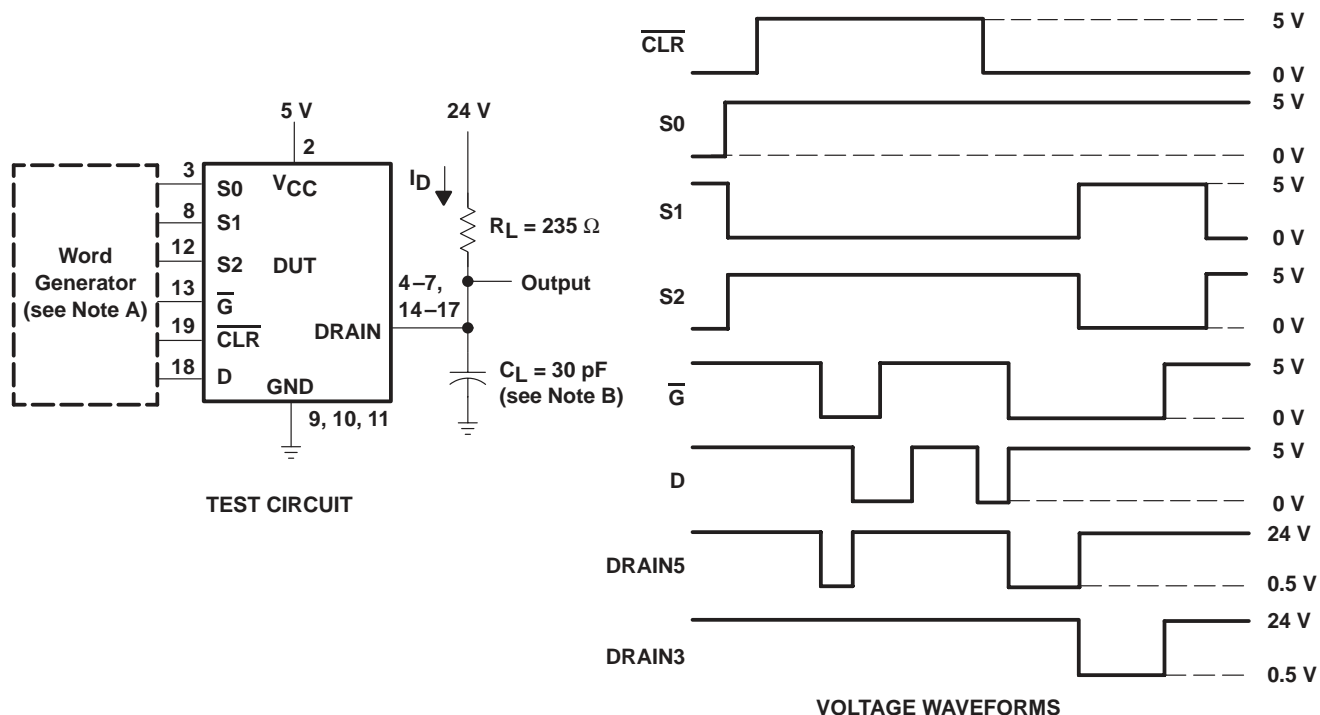 5 V
24 V
2
3
S0
VCC
ID
8
S1
RL = 235 Ω
12
S2
DUT
Word
Generator
(see Note A)
4–7,
14–17
Output
13
G
19
CLR
DRAIN
18
D
CL = 30 pF
(see Note B)
GND
9, 10, 11
TEST CIRCUIT
CLR
5 V
0 V
S0
5 V
0 V
S1
5 V
0 V
S2
5 V
0 V
G
5 V
0 V
D
5 V
0 V
DRAIN5
24 V
0.5 V
DRAIN3
24 V
0.5 V
VOLTAGE WAVEFORMS